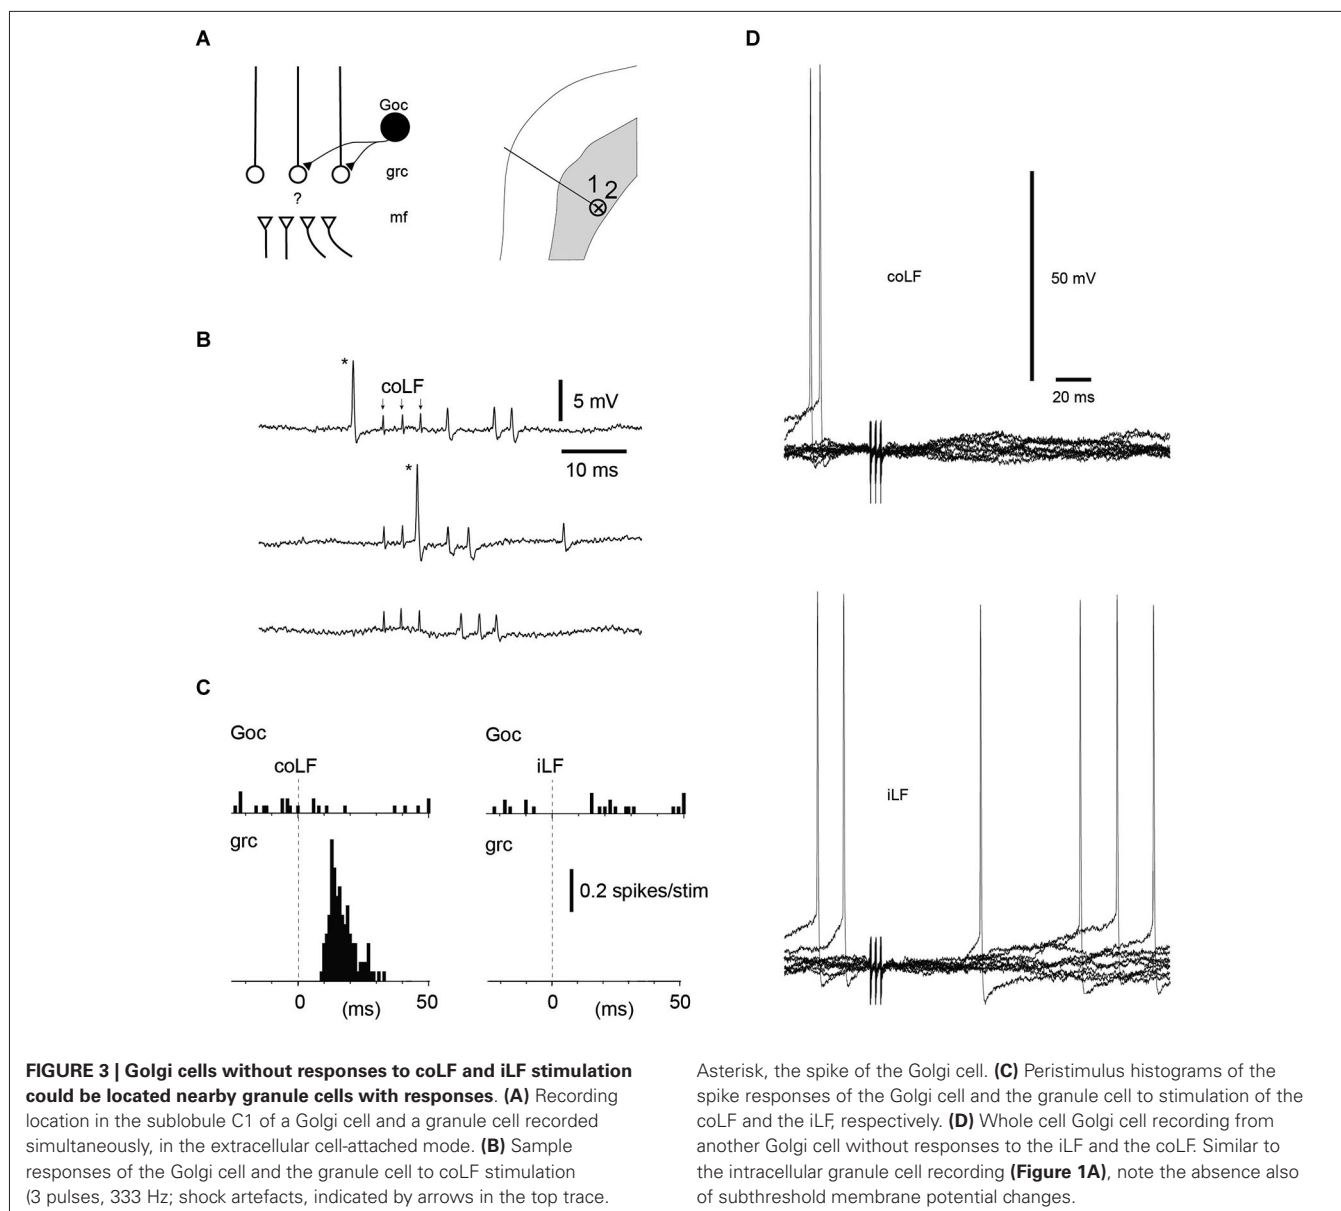 A
Goc
grc
?
mf
1 2
B
*
coLF
5 mV
10 ms
*
C
Goc
coLF
grc
0
50
(ms)
Goc
iLF
grc
0.2 spikes/stim
0
50
(ms)
D
coLF
50 mV
20 ms
iLF
FIGURE 3 | Golgi cells without responses to coLF and iLF stimulation
could be located nearby granule cells with responses. (A) Recording
location in the sublobule C1 of a Golgi cell and a granule cell recorded
simultaneously, in the extracellular cell-attached mode. (B) Sample
responses of the Golgi cell and the granule cell to coLF stimulation
(3 pulses, 333 Hz; shock artefacts, indicated by arrows in the top trace.
Asterisk, the spike of the Golgi cell. (C) Peristimulus histograms of the
spike responses of the Golgi cell and the granule cell to stimulation of the
coLF and the iLF, respectively. (D) Whole cell Golgi cell recording from
another Golgi cell without responses to the iLF and the coLF. Similar to
the intracellular granule cell recording (Figure 1A), note the absence also
of subthreshold membrane potential changes.